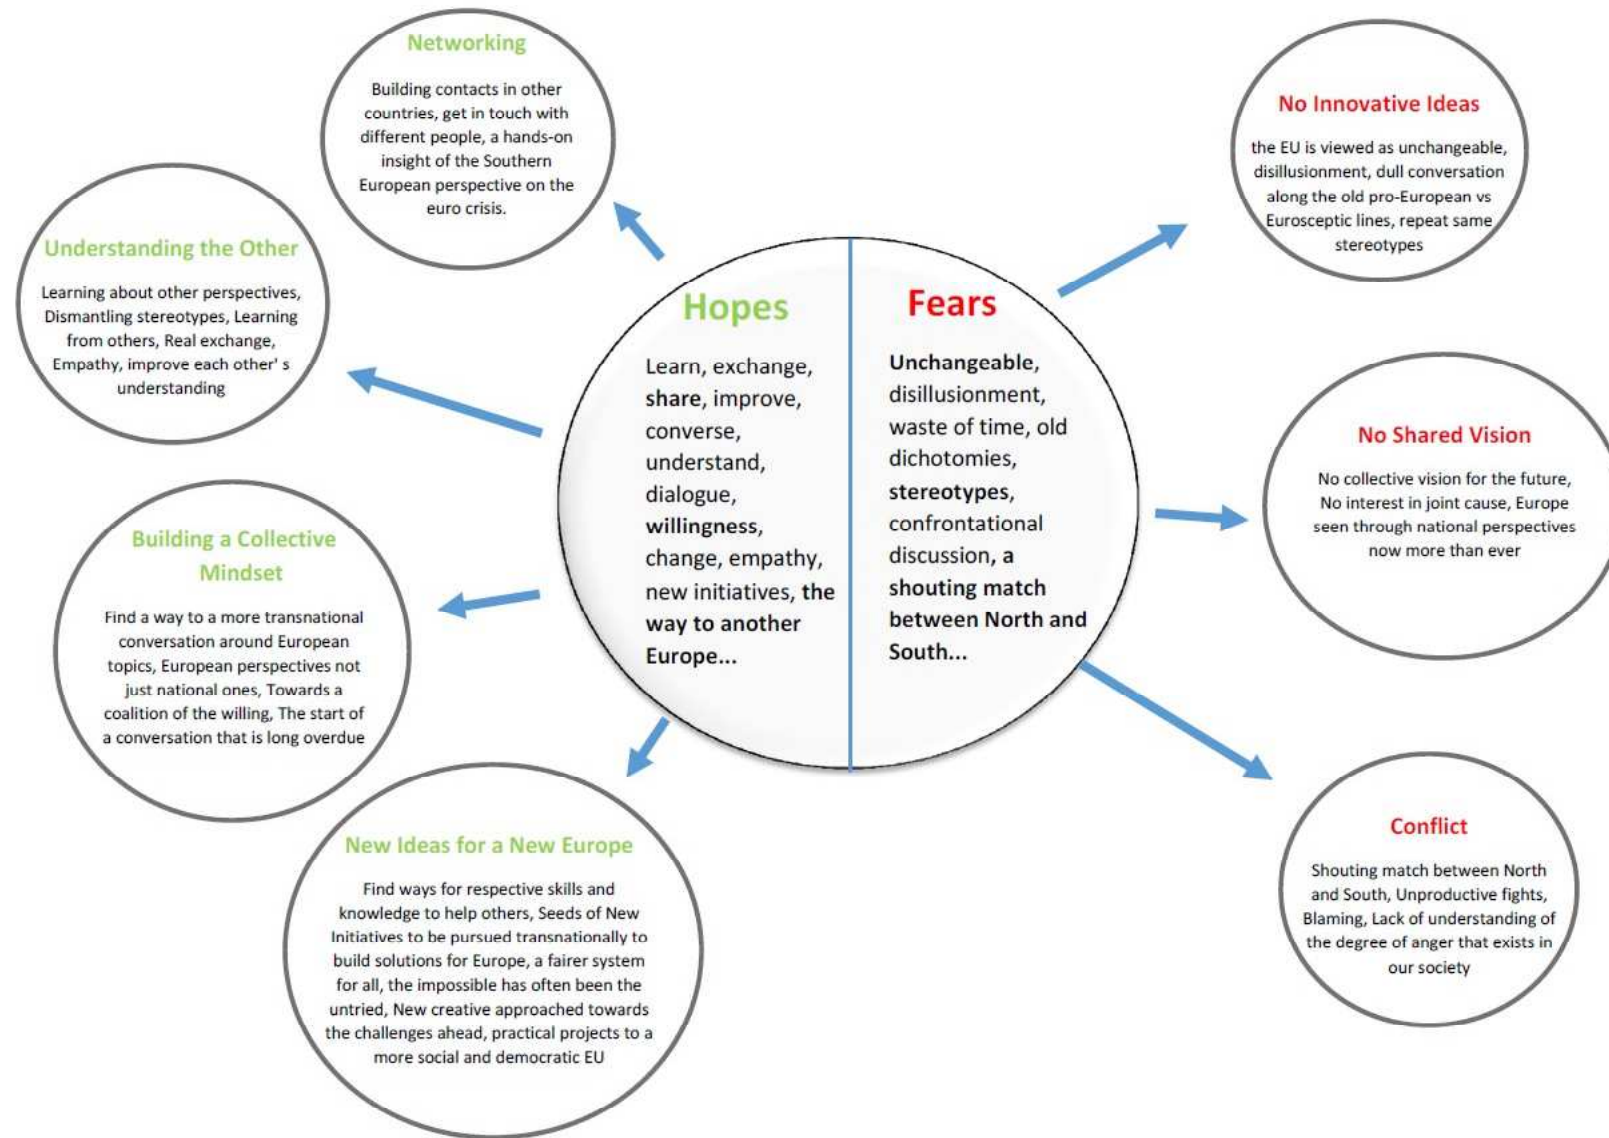 Networking
Building contacts in other
countries, get in touch with
different people, a hands-on
insight of the Southern
European perspective on the
euro crisis.
Understanding the Other
Learning about other perspectives,
Dismantling stereotypes, Learning
from others, Real exchange,
Empathy, improve each other' s
understanding
Building a Collective
Mindset
Find a way to a more transnational
conversation around European
topics, European perspectives not
just national ones, Towards a
coalition of the willing, The start of
a conversation that is long overdue
New Ideas for a New Europe
Find ways for respective skills and
knowledge to help others, Seeds of New
Initiatives to be pursued transnationally to
build solutions for Europe, a fairer system
for all, the impossible has often been the
untried, New creative approached towards
the challenges ahead, practical projects to a
more social and democratic EU
Hopes
Learn, exchange,
share, improve,
converse,
understand,
dialogue,
willingness,
change, empathy,
new initiatives, the
way to another
Europe...
Fears
Unchangeable,
disillusionment,
waste of time, old
dichotomies,
stereotypes,
confrontational
discussion, a
shouting match
between North and
South...
No Innovative Ideas
the EU is viewed as unchangeable,
disillusionment, dull conversation
along the old pro-European vs
Eurosceptic lines, repeat same
stereotypes
No Shared Vision
No collective vision for the future,
No interest in joint cause, Europe
seen through national perspectives
now more than ever
Conflict
Shouting match between North
and South, Unproductive fights,
Blaming, Lack of understanding of
the degree of anger that exists in
our society